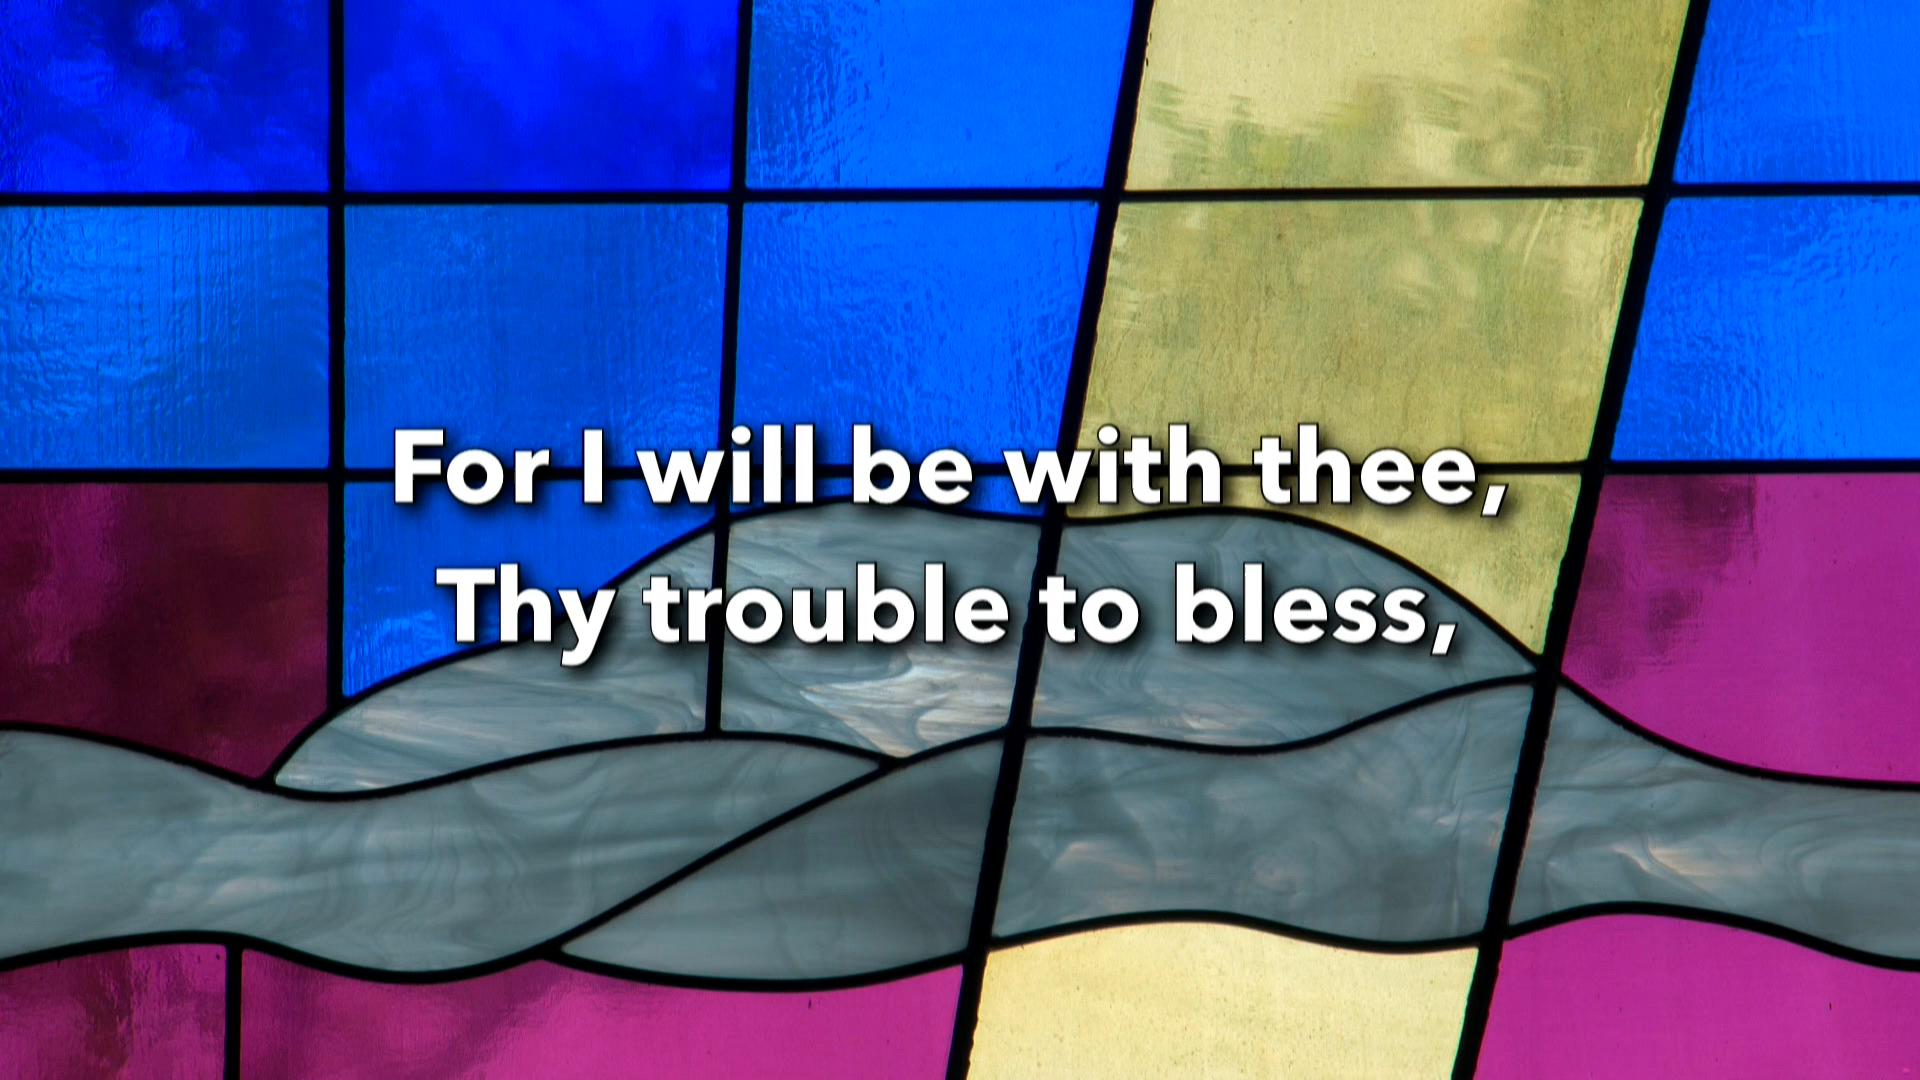 For I will be with thee,
Thy trouble to bless,